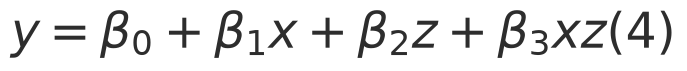 y = β₀ + β₁x + β₂z + β₃xz(4)